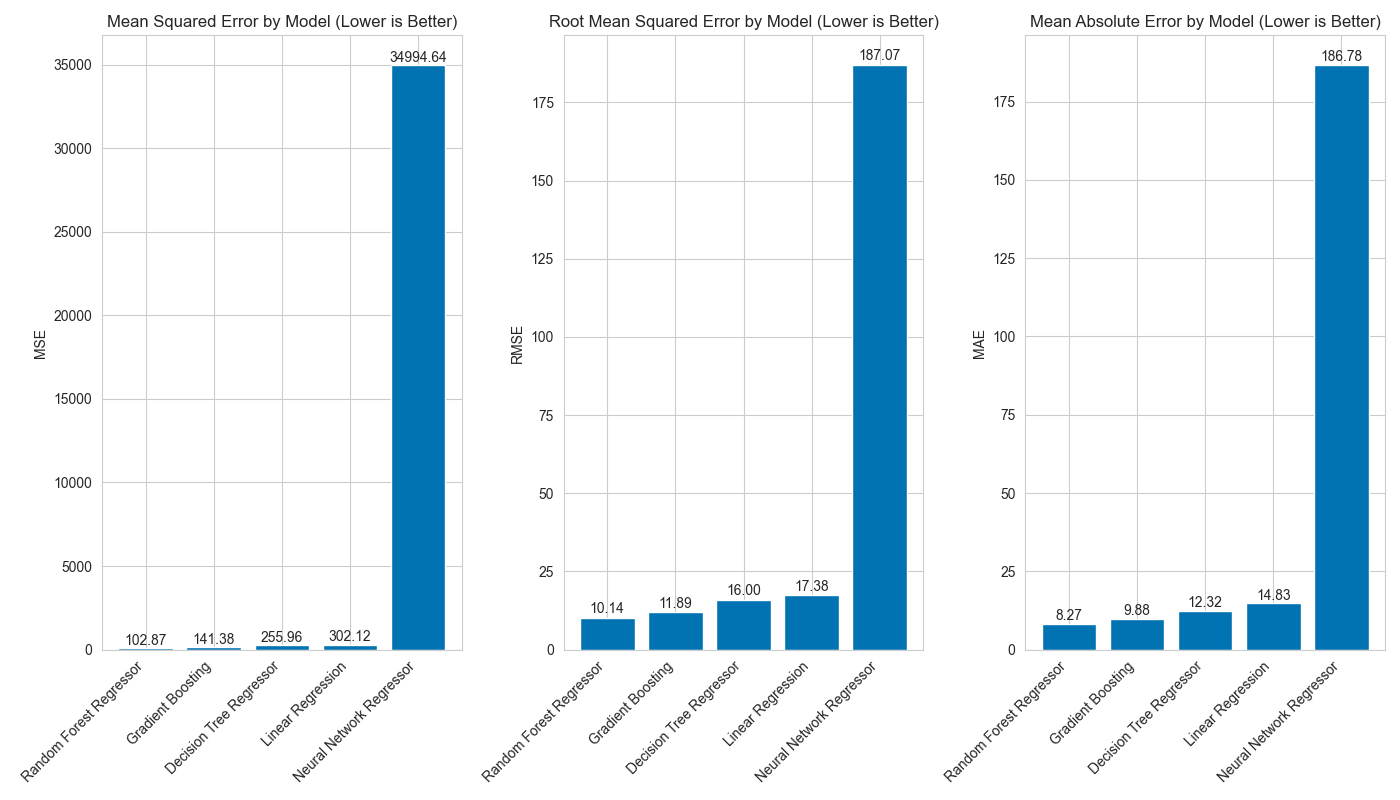 Mean Squared Error by Model (Lower is Better)
MSE
35000
30000
25000
20000
15000
10000
5000
0
102.87
141.38
255.96
302.12
34994.64
Random Forest Regressor
Gradient Boosting
Decision Tree Regressor
Linear Regression
Neural Network Regressor
Root Mean Squared Error by Model (Lower is Better)
RMSE
175
150
125
100
75
50
25
0
10.14
11.89
16.00
17.38
187.07
Random Forest Regressor
Gradient Boosting
Decision Tree Regressor
Linear Regression
Neural Network Regressor
Mean Absolute Error by Model (Lower is Better)
MAE
175
150
125
100
75
50
25
0
8.27
9.88
12.32
14.83
186.78
Random Forest Regressor
Gradient Boosting
Decision Tree Regressor
Linear Regression
Neural Network Regressor